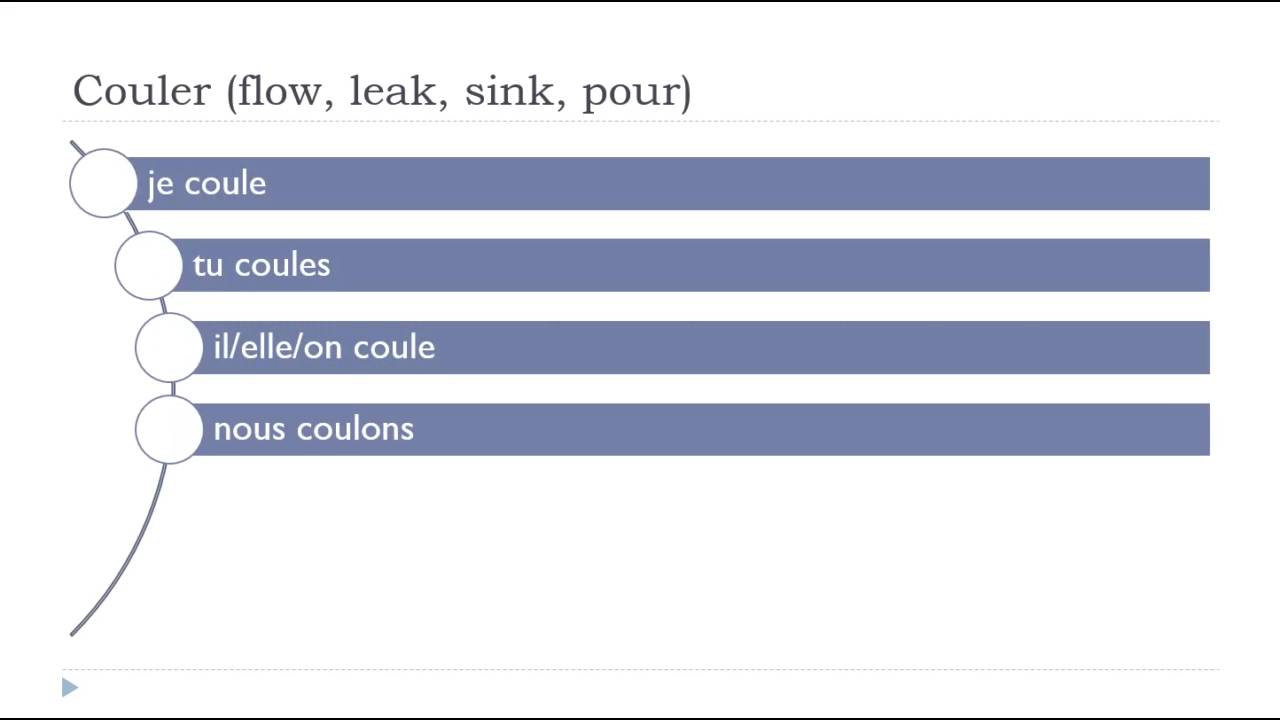 Couler (flow, leak, sink, pour)
je coule
tu coules
il/elle/on coule
nous coulons